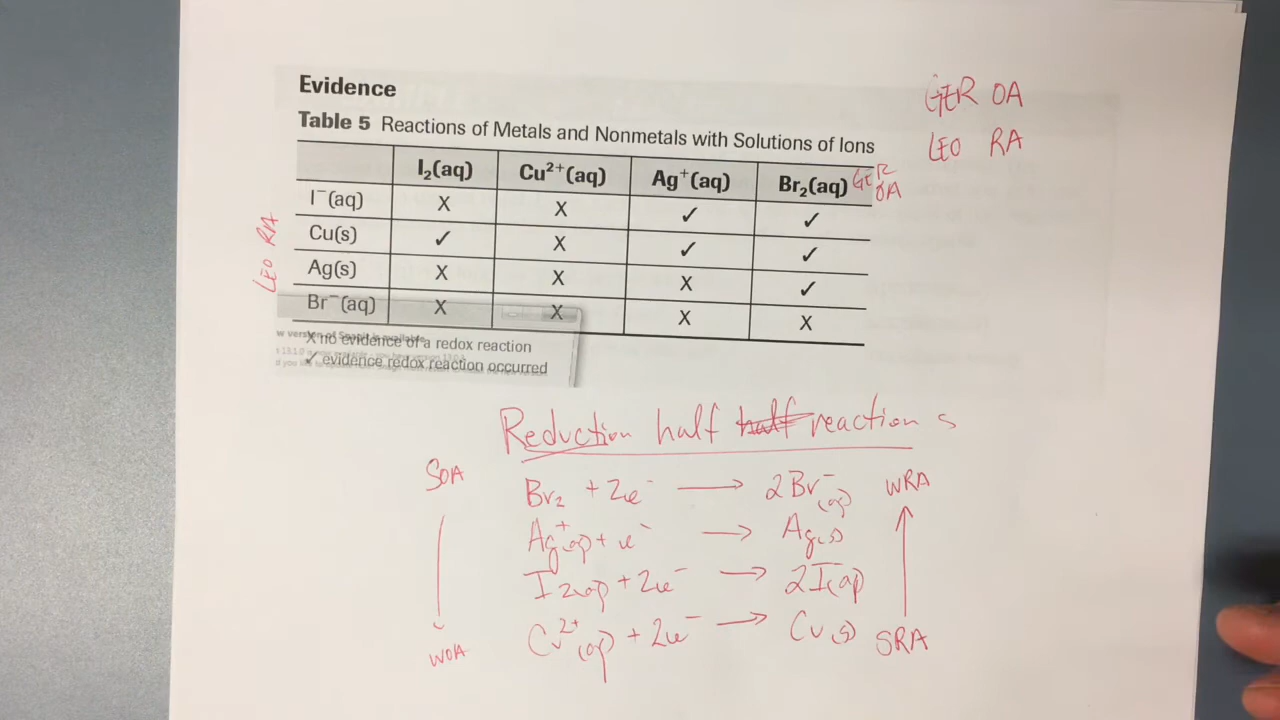 Evidence
GER OA
Table 5 Reactions of Metals and Nonmetals with Solutions of Ions
LEO RA
I₂(aq) Cu²⁺(aq) Ag⁺(aq) Br₂(aq) GER OA
I⁻(aq) X X ✓ ✓
Cu(s) ✓ X ✓ ✓
LEO RA
Ag(s) X X X ✓
Br⁻(aq) X X X X
X no evidence of a redox reaction
✓ evidence redox reaction occurred
Reduction half half reactions
SOA Br₂ + 2e⁻ → 2Br⁻(aq) WRA
Ag⁺(aq) + e⁻ → Ag(s)
I₂(aq) + 2e⁻ → 2I⁻(aq)
Cu²⁺(aq) + 2e⁻ → Cu(s)
WOA SRA